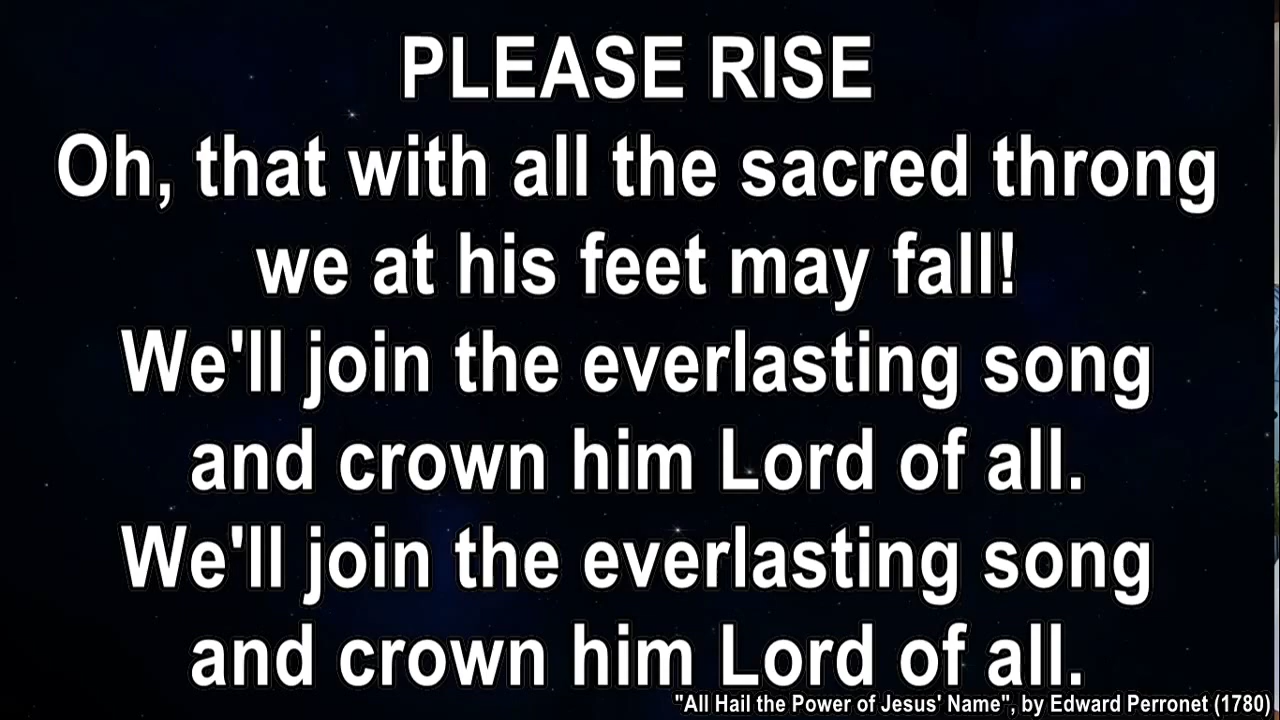 PLEASE RISE
Oh, that with all the sacred throng
we at his feet may fall!
We'll join the everlasting song
and crown him Lord of all.
We'll join the everlasting song
and crown him Lord of all.
"All Hail the Power of Jesus' Name", by Edward Perronet (1780)